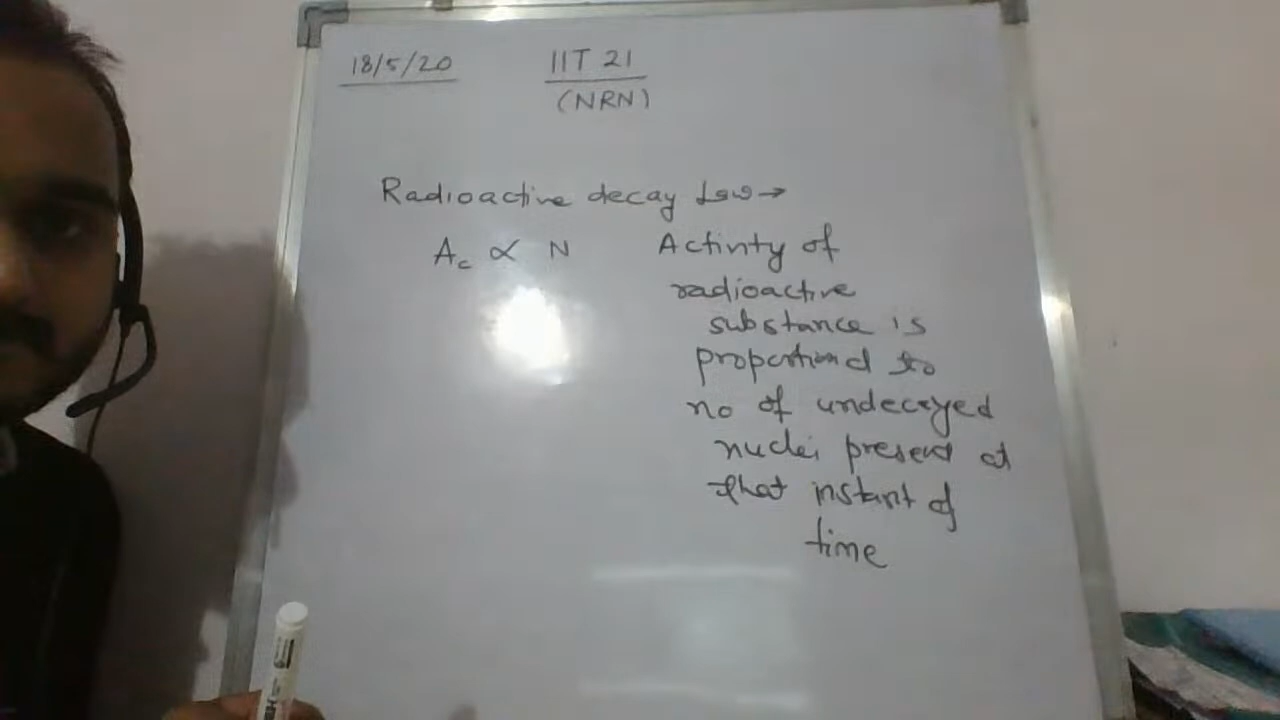 18/5/20 IIT 21
(NRN)
Radioactive decay Law →
Ac ∝ N Activity of
radioactive
substance is
proportional to
no of undecayed
nuclei present at
that instant of
time